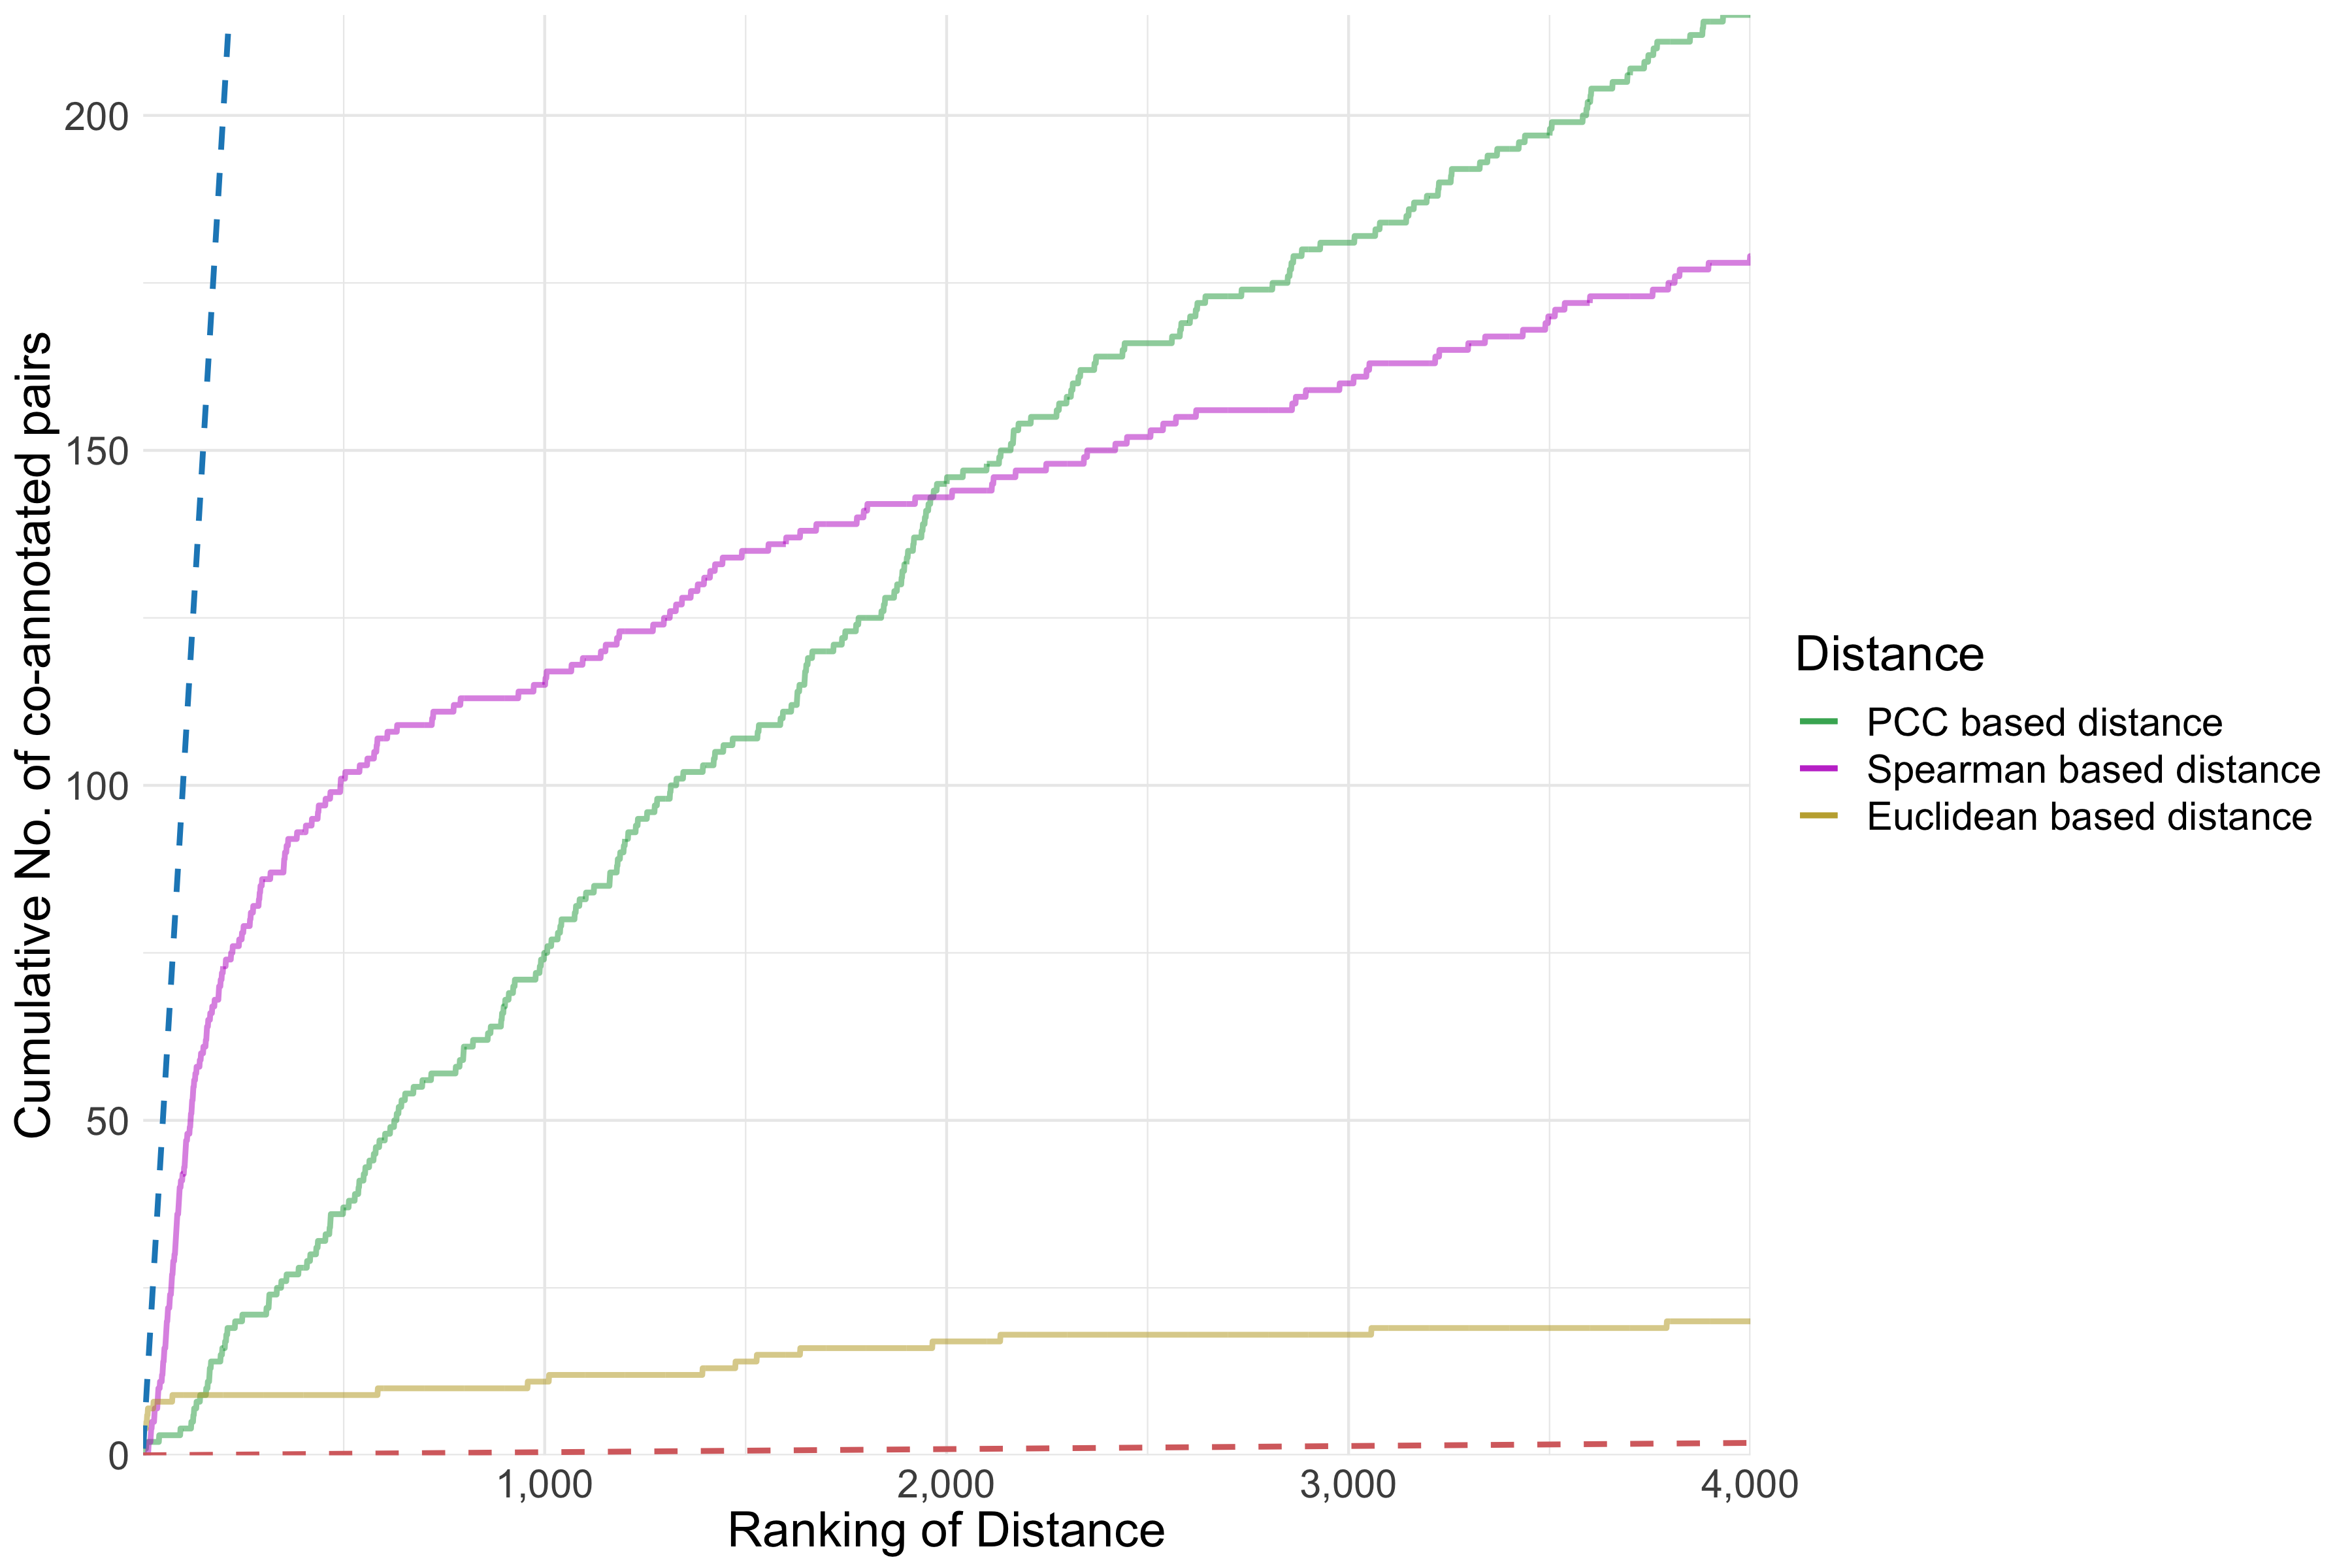 Cumulative No. of co-annotated pairs
200
150
100
50
0
1,000
2,000
3,000
4,000
Ranking of Distance
Distance
PCC based distance
Spearman based distance
Euclidean based distance